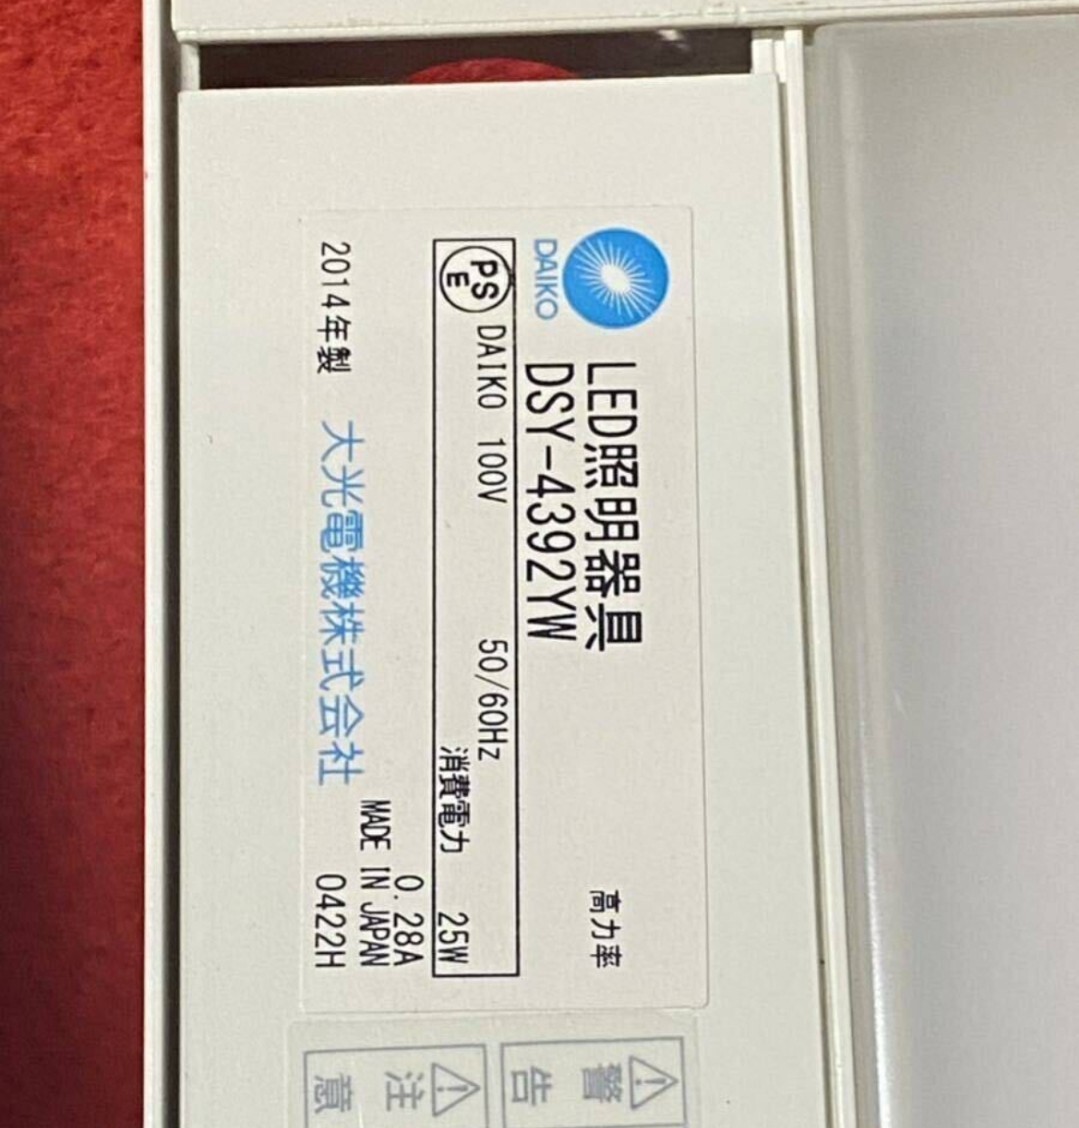 DAIKO
LED照明器具
高力率
DSY-4392YW
PSE DAIKO 100V 50/60Hz
消費電力 25W
0.28A
MADE IN JAPAN
2014年製 大光電機株式会社 0422H
警告
注意